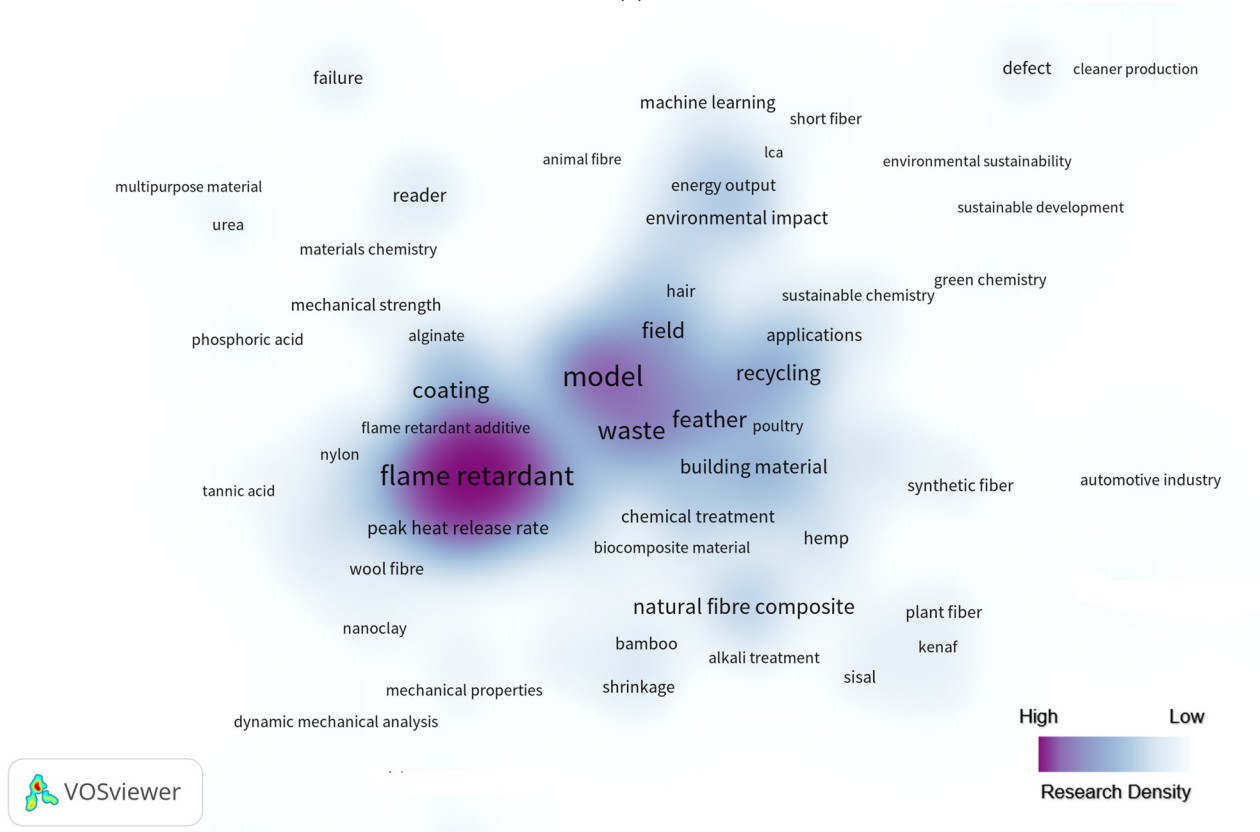 defect cleaner production
failure
machine learning
short fiber
lca
animal fibre
environmental sustainability
multipurpose material
energy output
reader
sustainable development
environmental impact
urea
materials chemistry
green chemistry
hair
sustainable chemistry
mechanical strength
field
applications
alginate
phosphoric acid
recycling
model
coating
feather
poultry
flame retardant additive
waste
nylon
building material
flame retardant
automotive industry
synthetic fiber
tannic acid
chemical treatment
peak heat release rate
hemp
biocomposite material
wool fibre
natural fibre composite
plant fiber
nanoclay
bamboo
kenaf
alkali treatment
sisal
shrinkage
mechanical properties
High Low
dynamic mechanical analysis
Research Density
VOSviewer